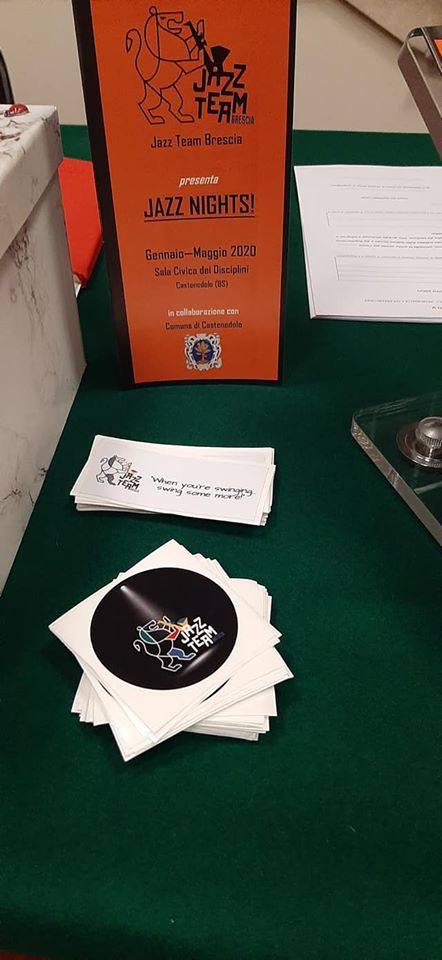 JAZZ
TEAM
BRESCIA
Jazz Team Brescia
presenta
JAZZ NIGHTS!
Gennaio—Maggio 2020
Sala Civica dei Disciplini
Castenedolo (BS)
in collaborazione con
Comune di Castenedolo
JAZZ
TEAM
"When you're swinging..
swing some more!"
JAZZ
TEAM